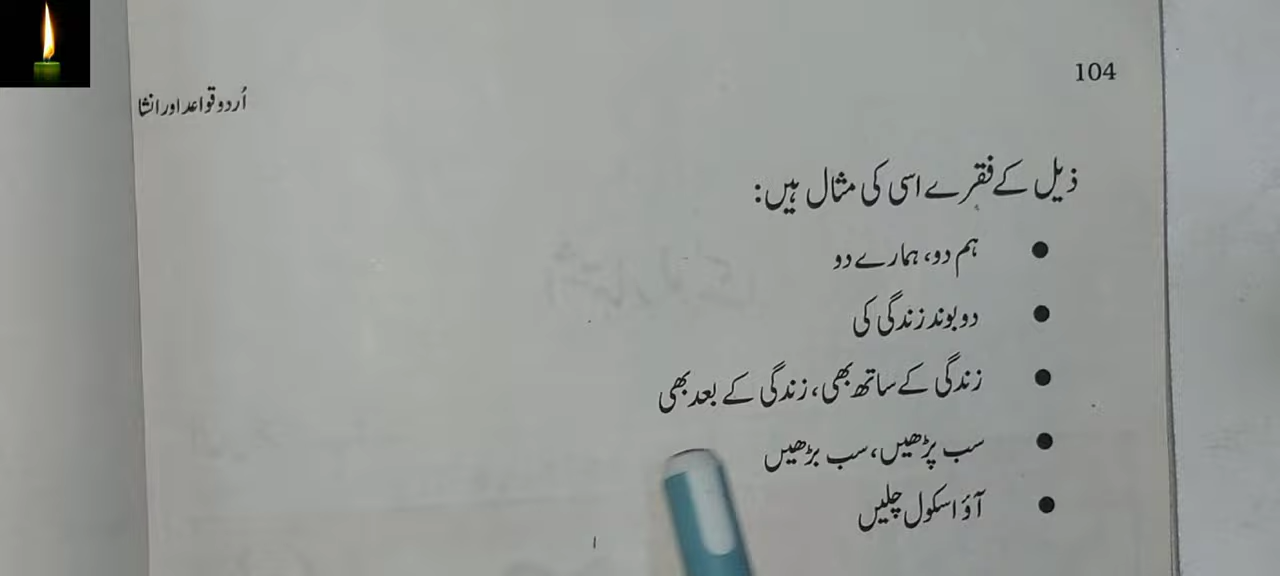 104
اُردو قواعد اور انشا
ذیل کے فقرے اسی کی مثال ہیں:
● ہم دو، ہمارے دو
● دو بوند زندگی کی
● زندگی کے ساتھ بھی، زندگی کے بعد بھی
● سب پڑھیں، سب بڑھیں
● آؤ اسکول چلیں